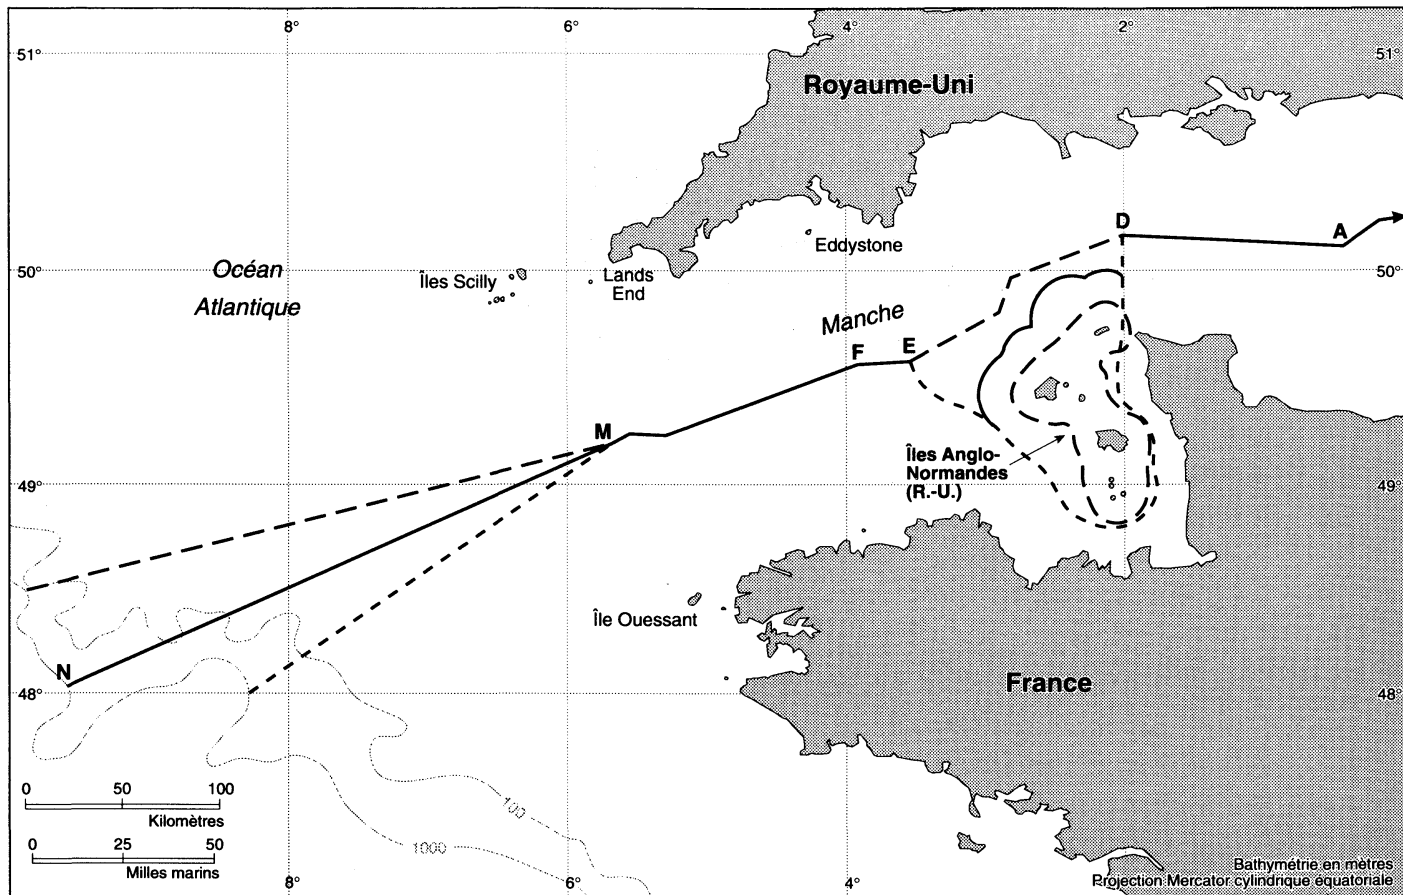 8°
6°
4°
2°
51°
51°
Royaume-Uni
D
A
Eddystone
50°
Océan
Atlantique
Îles Scilly
Lands
End
50°
Manche
F
E
M
Îles Anglo-
Normandes
(R.-U.)
49°
49°
Île Ouessant
N
France
48°
48°
0 50 100
Kilomètres
100
0 25 50
Milles marins
1000
Bathymétrie en mètres
Projection Mercator cylindrique équatoriale
8°
6°
4°